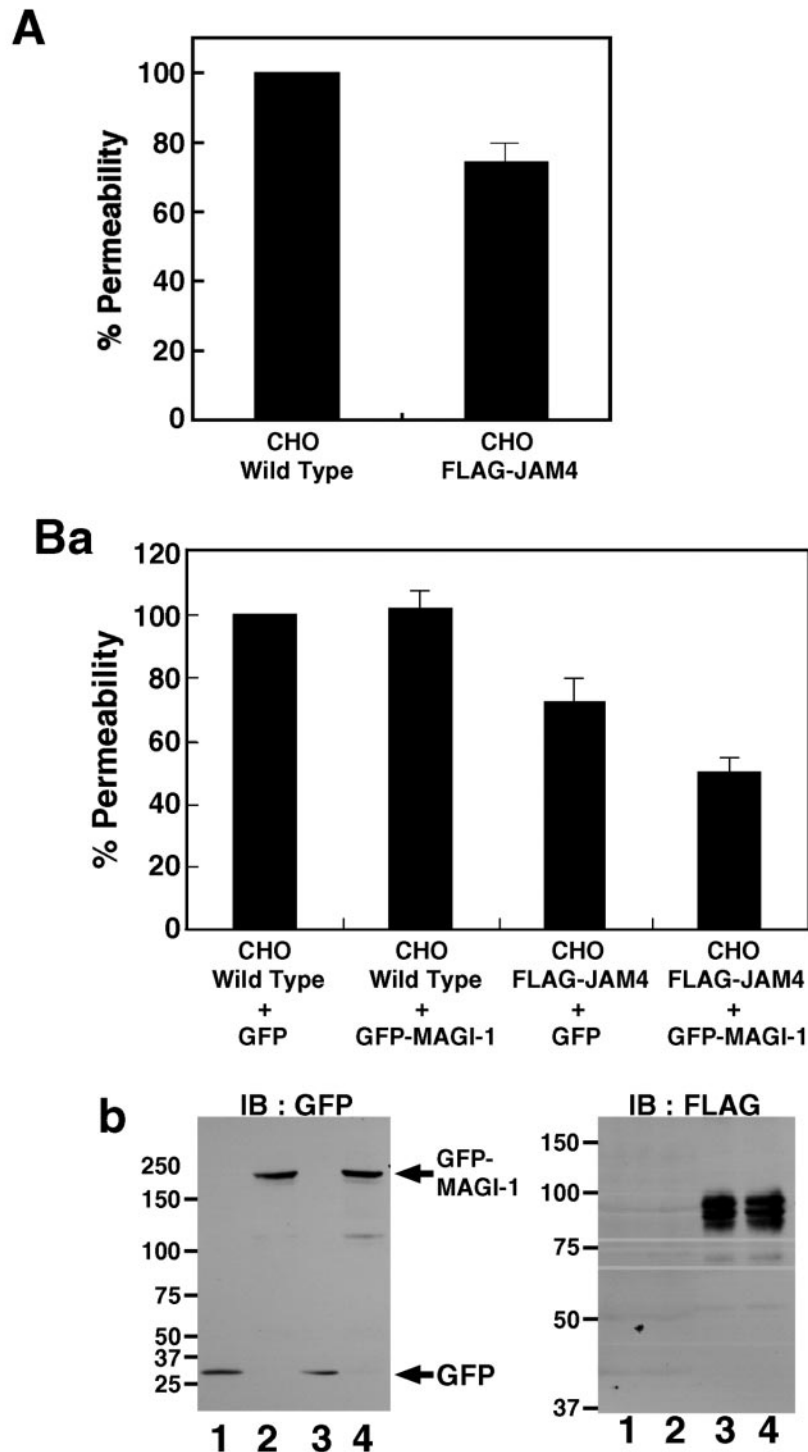 A
% Permeability
100
80
60
40
20
0
CHO
Wild Type
CHO
FLAG-JAM4
Ba
% Permeability
120
100
80
60
40
20
0
CHO
Wild Type
+
GFP
CHO
Wild Type
+
GFP-MAGI-1
CHO
FLAG-JAM4
+
GFP
CHO
FLAG-JAM4
+
GFP-MAGI-1
b
IB : GFP
250
150
100
75
50
37
25
GFP-
MAGI-1
GFP
1 2 3 4
IB : FLAG
150
100
75
50
37
1 2 3 4